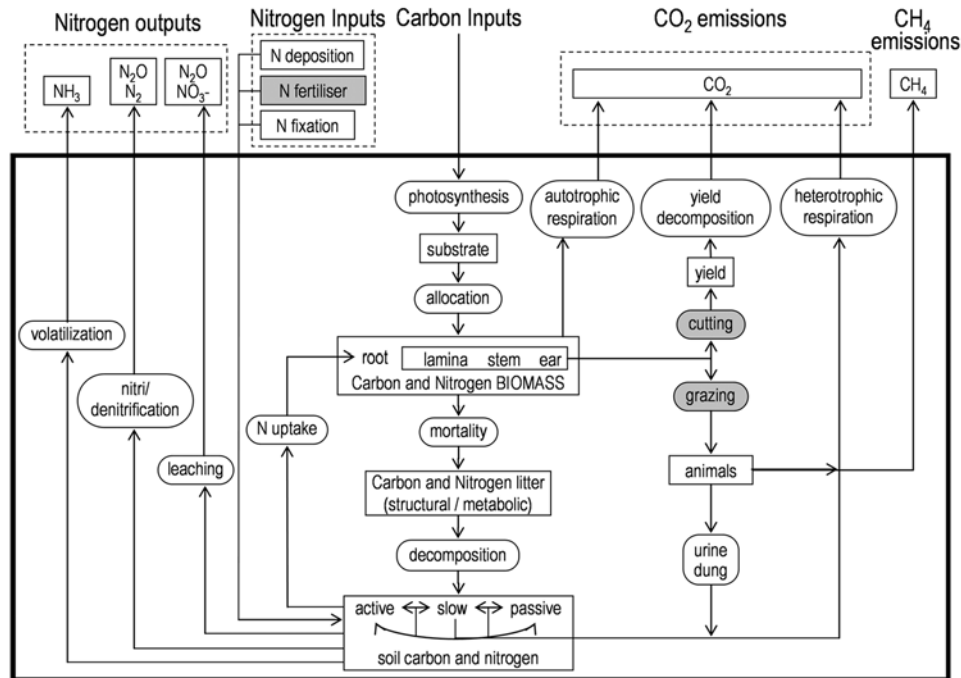 Nitrogen outputs
Nitrogen Inputs
Carbon Inputs
CO₂ emissions
CH₄
emissions
NH₃
N₂O
N₂
N₂O
NO₃-
N deposition
N fertiliser
N fixation
CO₂
CH₄
photosynthesis
autotrophic
respiration
yield
decomposition
heterotrophic
respiration
substrate
yield
allocation
volatilization
cutting
root
lamina stem ear
Carbon and Nitrogen BIOMASS
nitri/
denitrification
grazing
N uptake
mortality
leaching
Carbon and Nitrogen litter
(structural / metabolic)
animals
decomposition
urine
dung
active slow passive
soil carbon and nitrogen